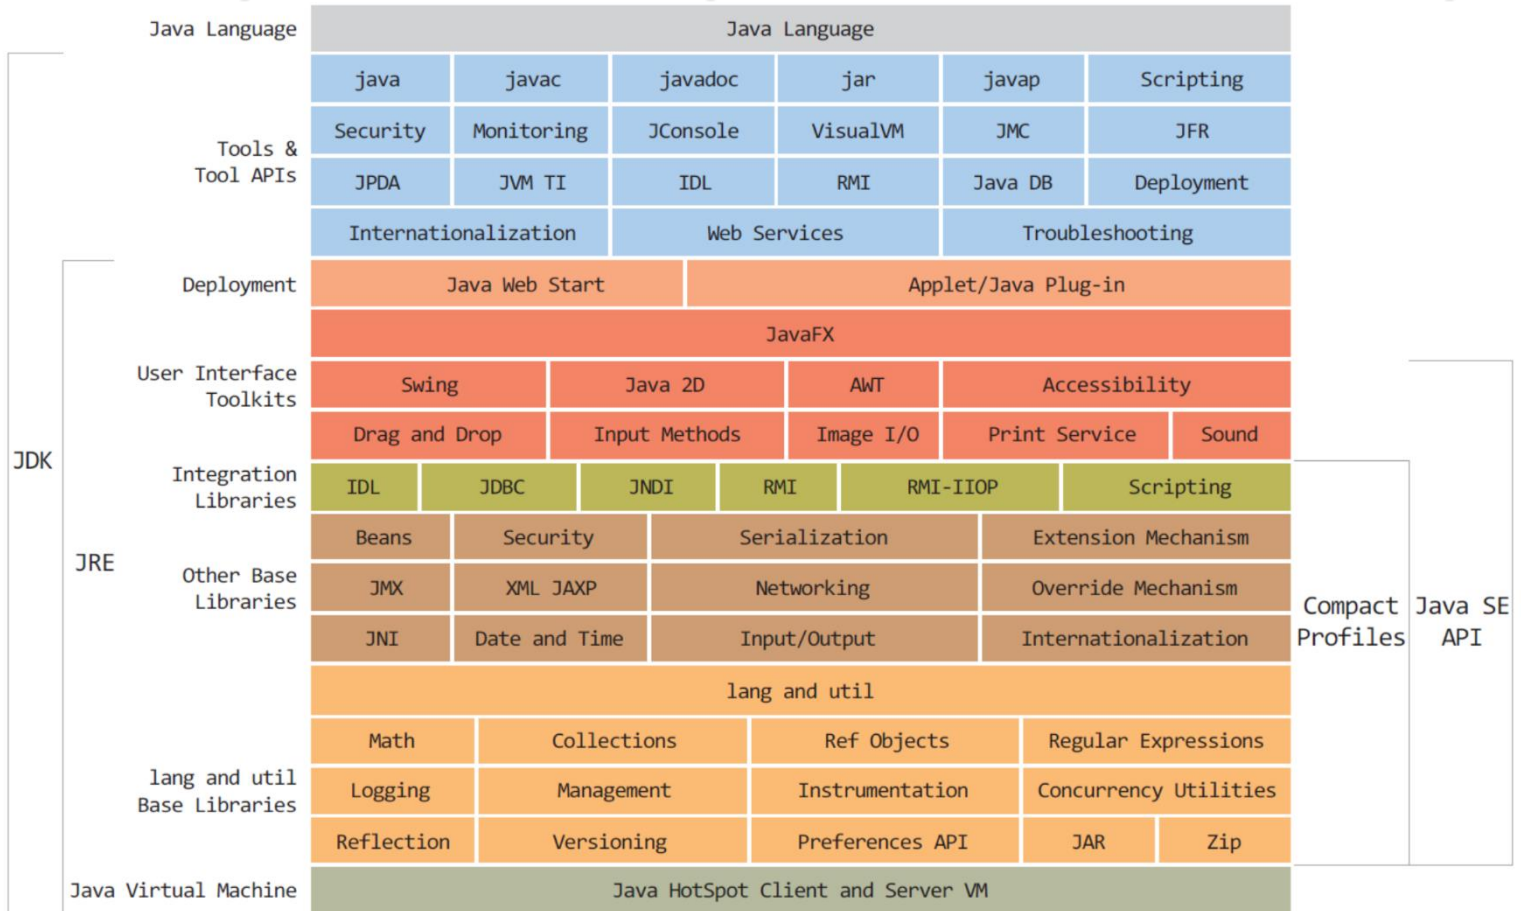 Java Language
Java Language
java
javac
javadoc
jar
javap
Scripting
Security
Monitoring
JConsole
VisualVM
JMC
JFR
Tools &
Tool APIs
JPDA
JVM TI
IDL
RMI
Java DB
Deployment
Internationalization
Web Services
Troubleshooting
Deployment
Java Web Start
Applet/Java Plug-in
JavaFX
User Interface
Toolkits
Swing
Java 2D
AWT
Accessibility
Drag and Drop
Input Methods
Image I/O
Print Service
Sound
JDK
Integration
Libraries
IDL
JDBC
JNDI
RMI
RMI-IIOP
Scripting
JRE
Other Base
Libraries
Beans
Security
Serialization
Extension Mechanism
JMX
XML JAXP
Networking
Override Mechanism
JNI
Date and Time
Input/Output
Internationalization
Compact
Profiles
Java SE
API
lang and util
lang and util
Base Libraries
Math
Collections
Ref Objects
Regular Expressions
Logging
Management
Instrumentation
Concurrency Utilities
Reflection
Versioning
Preferences API
JAR
Zip
Java Virtual Machine
Java HotSpot Client and Server VM